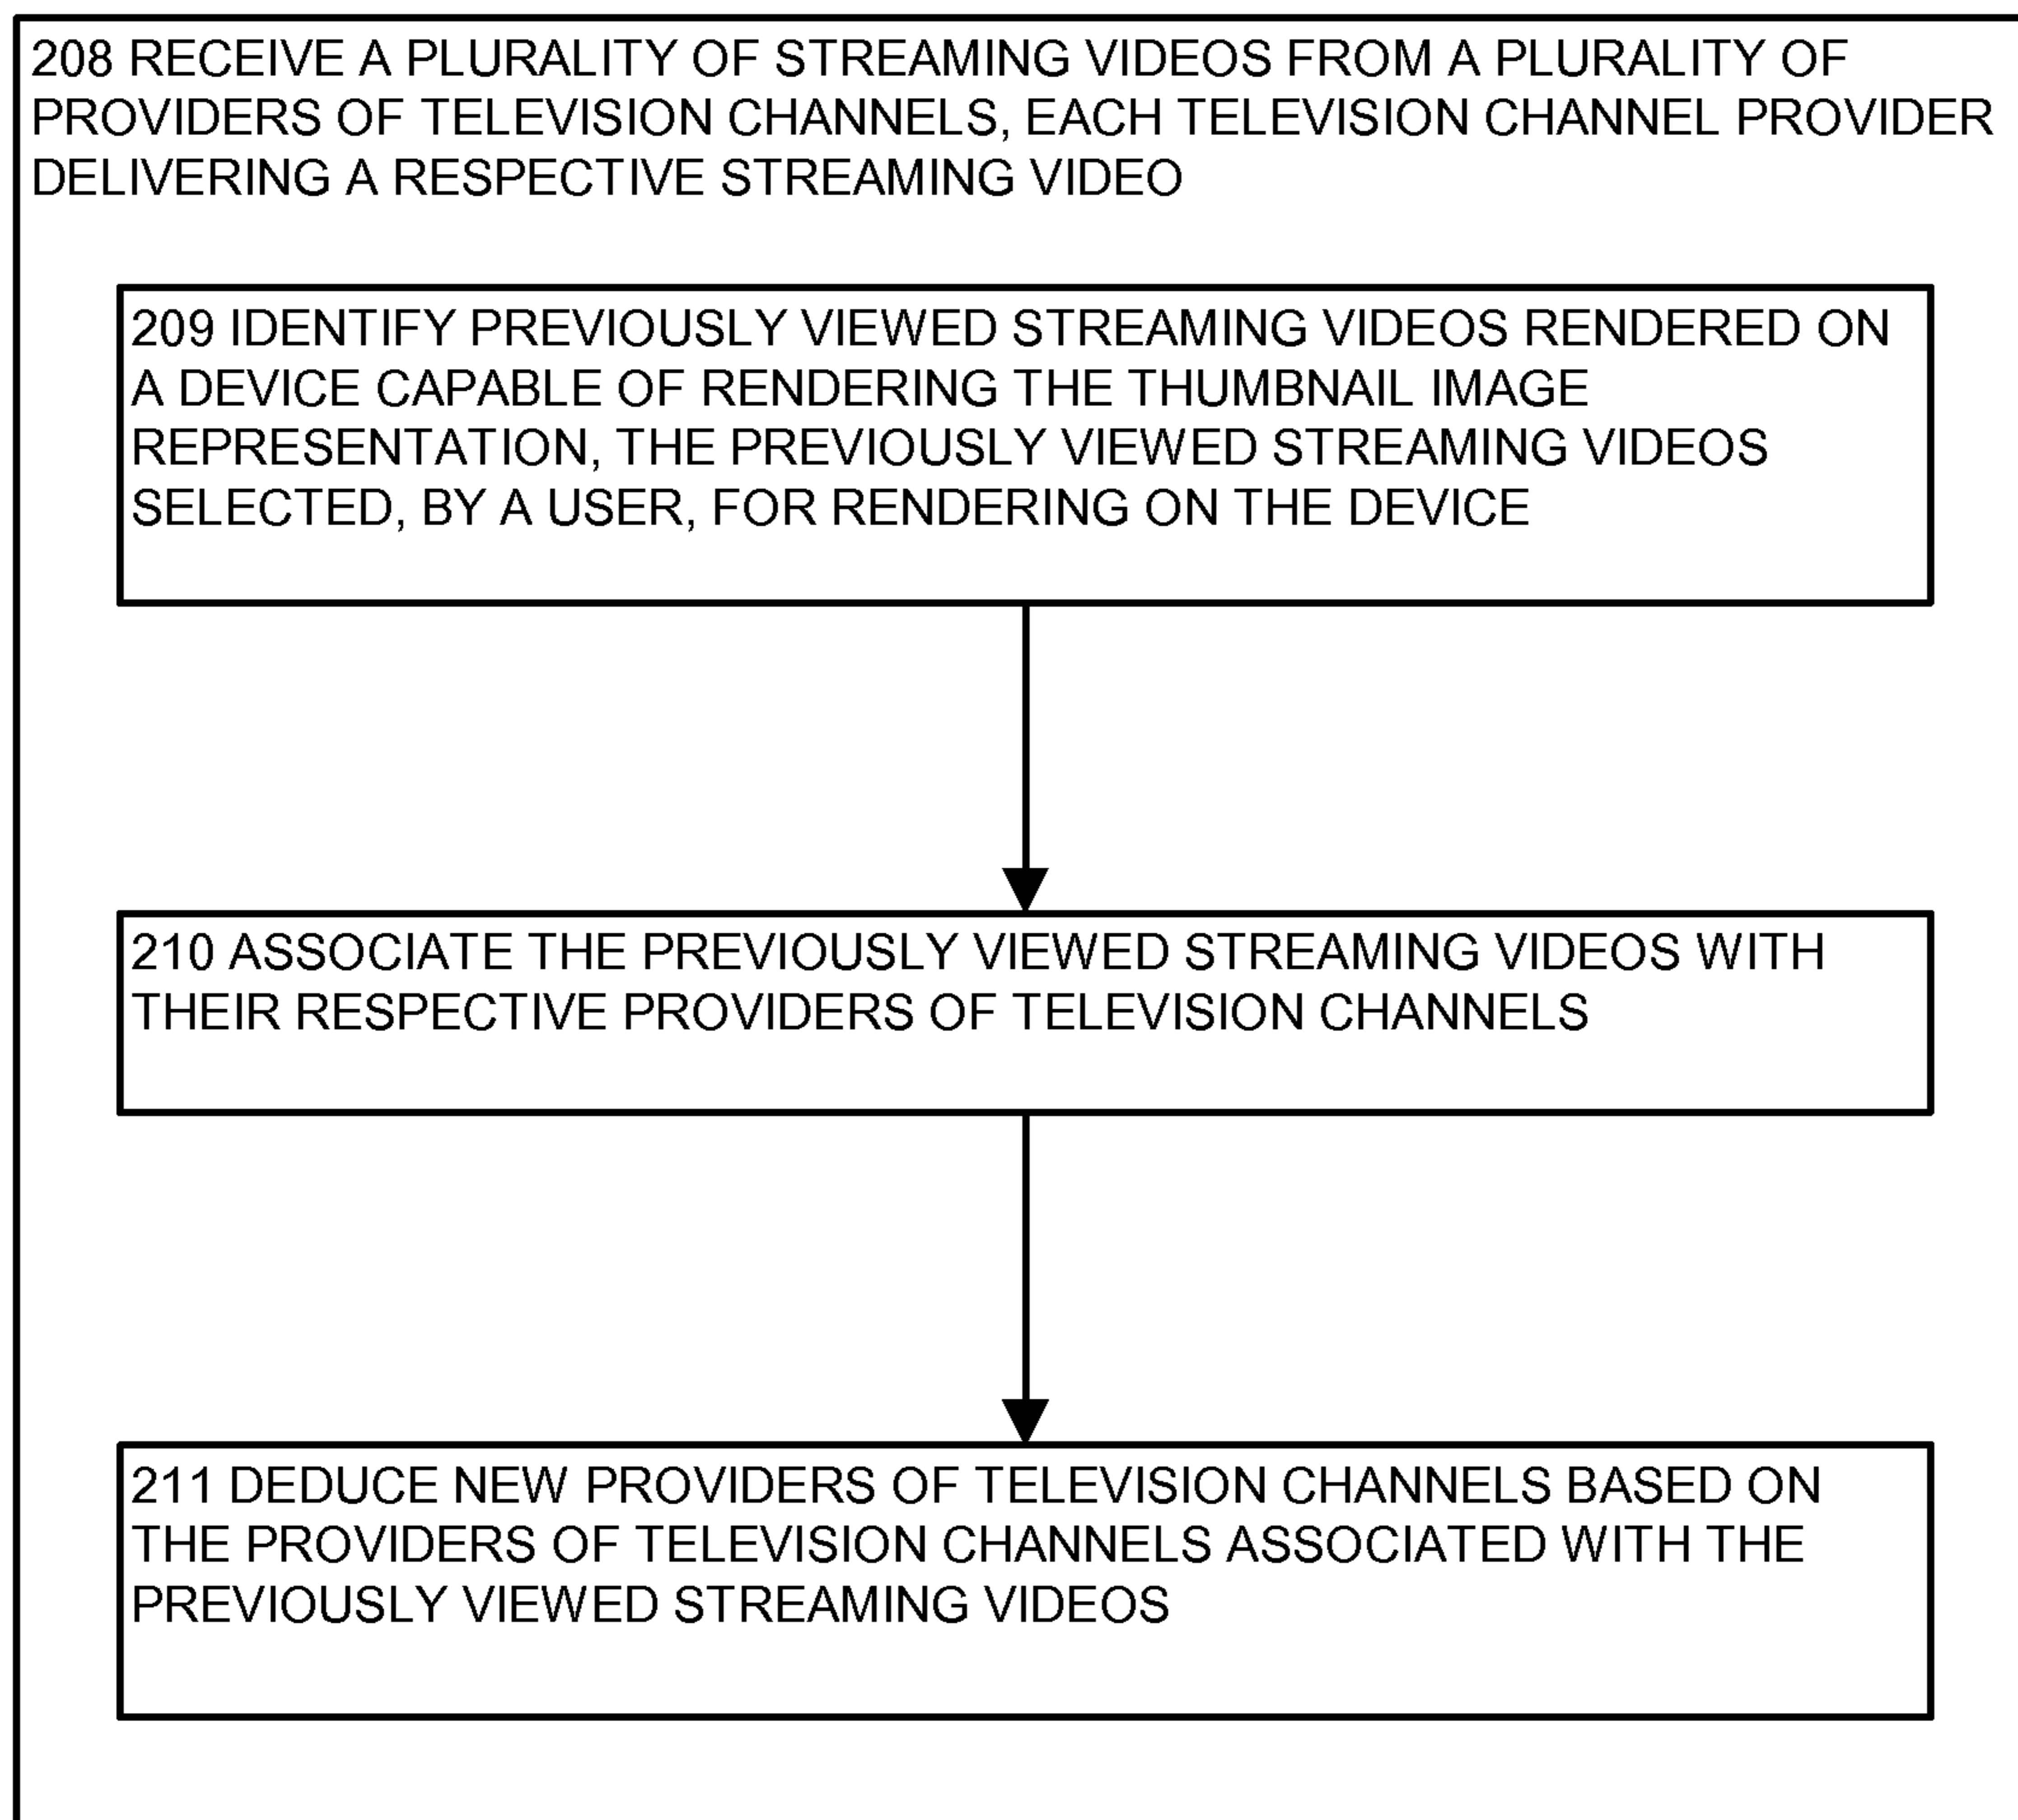 208 RECEIVE A PLURALITY OF STREAMING VIDEOS FROM A PLURALITY OF
PROVIDERS OF TELEVISION CHANNELS, EACH TELEVISION CHANNEL PROVIDER
DELIVERING A RESPECTIVE STREAMING VIDEO
209 IDENTIFY PREVIOUSLY VIEWED STREAMING VIDEOS RENDERED ON
A DEVICE CAPABLE OF RENDERING THE THUMBNAIL IMAGE
REPRESENTATION, THE PREVIOUSLY VIEWED STREAMING VIDEOS
SELECTED, BY A USER, FOR RENDERING ON THE DEVICE
210 ASSOCIATE THE PREVIOUSLY VIEWED STREAMING VIDEOS WITH
THEIR RESPECTIVE PROVIDERS OF TELEVISION CHANNELS
211 DEDUCE NEW PROVIDERS OF TELEVISION CHANNELS BASED ON
THE PROVIDERS OF TELEVISION CHANNELS ASSOCIATED WITH THE
PREVIOUSLY VIEWED STREAMING VIDEOS